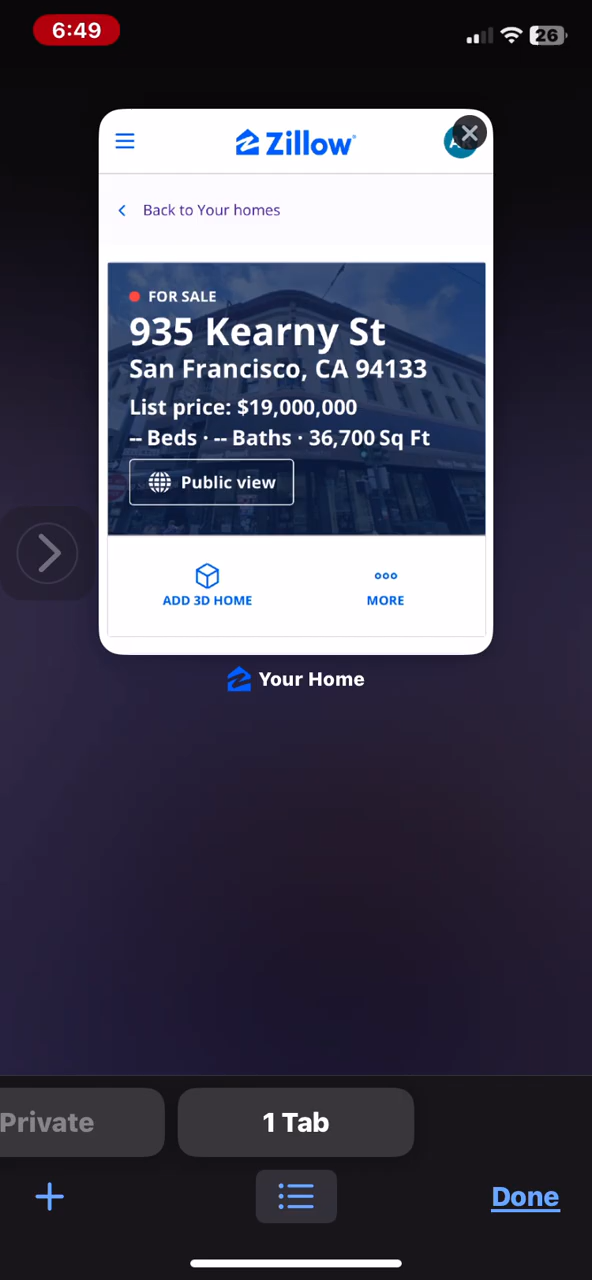 6:49
26
Zillow
Back to Your homes
FOR SALE
935 Kearny St
San Francisco, CA 94133
List price: $19,000,000
-- Beds · -- Baths · 36,700 Sq Ft
Public view
ADD 3D HOME
MORE
Your Home
Private
1 Tab
Done